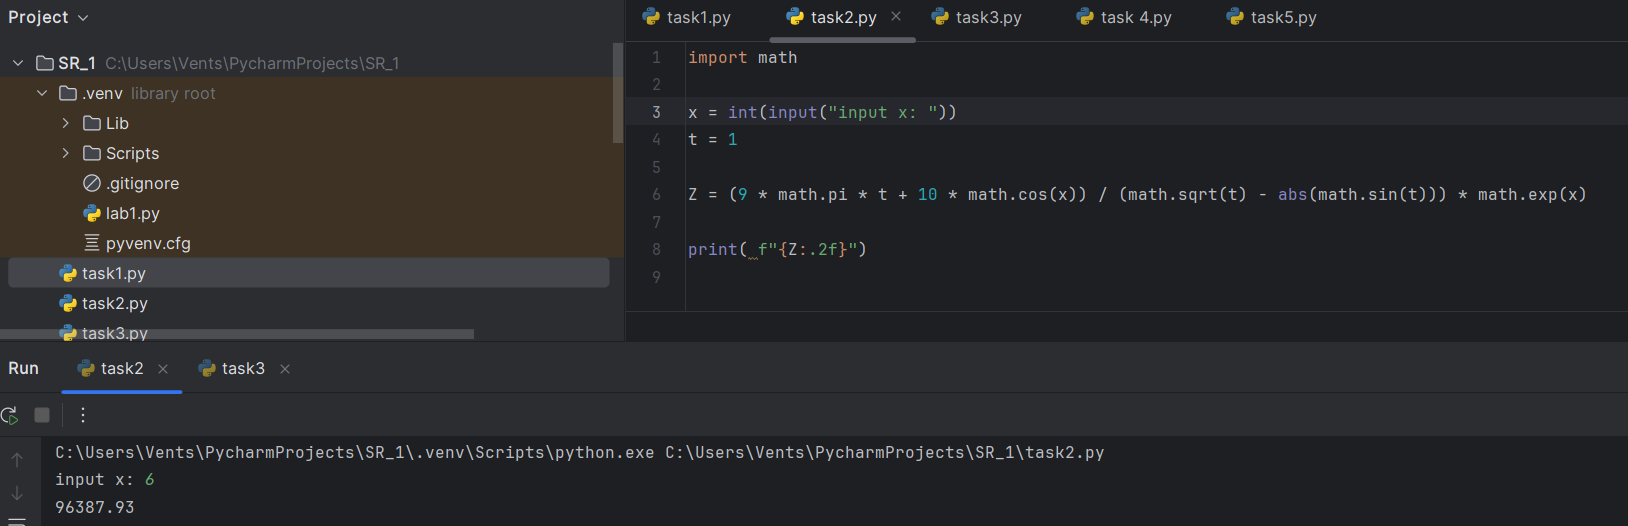 Project
SR_1 C:\Users\Vents\PycharmProjects\SR_1
.venv library root
Lib
Scripts
.gitignore
lab1.py
pyvenv.cfg
task1.py
task2.py
task3.py
task1.py task2.py task3.py task 4.py task5.py
1 import math
2
3 x = int(input("input x: "))
4 t = 1
5
6 Z = (9 * math.pi * t + 10 * math.cos(x)) / (math.sqrt(t) - abs(math.sin(t))) * math.exp(x)
7
8 print( f"{Z:.2f}")
9
Run task2 task3
C:\Users\Vents\PycharmProjects\SR_1\.venv\Scripts\python.exe C:\Users\Vents\PycharmProjects\SR_1\task2.py
input x: 6
96387.93